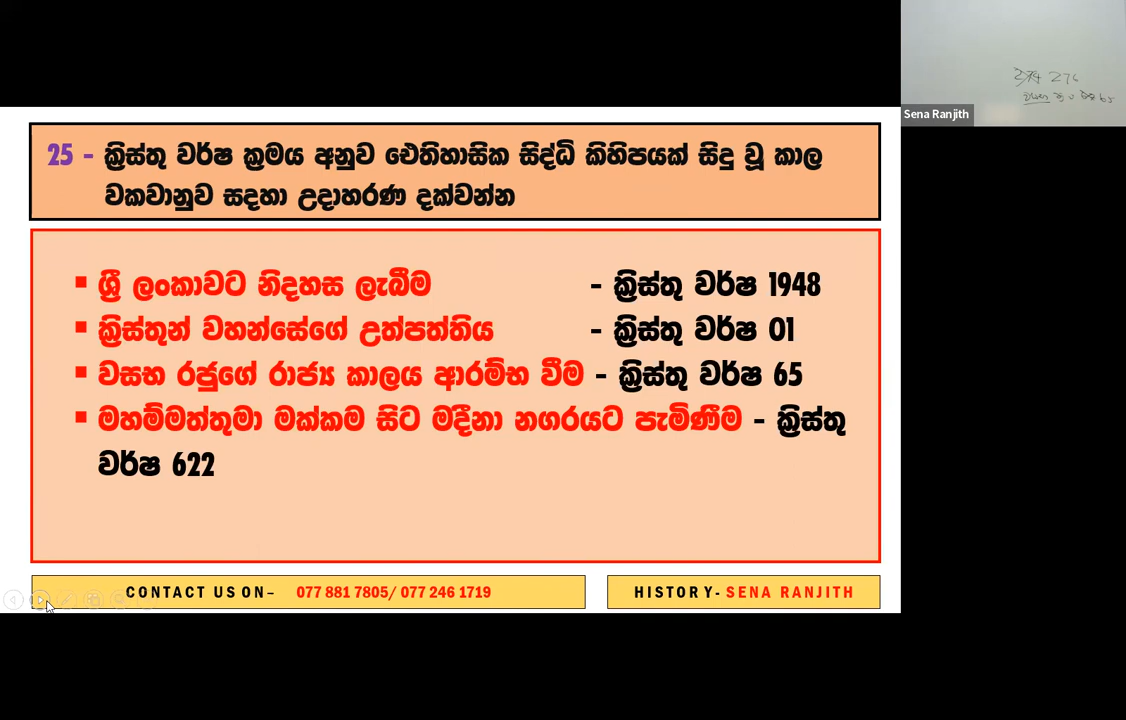 25 - ක්‍රිස්තු වර්ෂ ක්‍රමය අනුව ඓතිහාසික සිද්ධි කිහිපයක් සිදු වූ කාල
වකවානුව සදහා උදාහරණ දක්වන්න
▪ ශ්‍රී ලංකාවට නිදහස ලැබීම - ක්‍රිස්තු වර්ෂ 1948
▪ ක්‍රිස්තුන් වහන්සේගේ උත්පත්තිය - ක්‍රිස්තු වර්ෂ 01
▪ වසභ රජුගේ රාජ්‍ය කාලය ආරම්භ වීම - ක්‍රිස්තු වර්ෂ 65
▪ මහම්මත්තුමා මක්කම සිට මදීනා නගරයට පැමිණීම - ක්‍රිස්තු
වර්ෂ 622
CONTACT US ON– 077 881 7805/ 077 246 1719
HISTORY- SENA RANJITH
276
Sena Ranjith